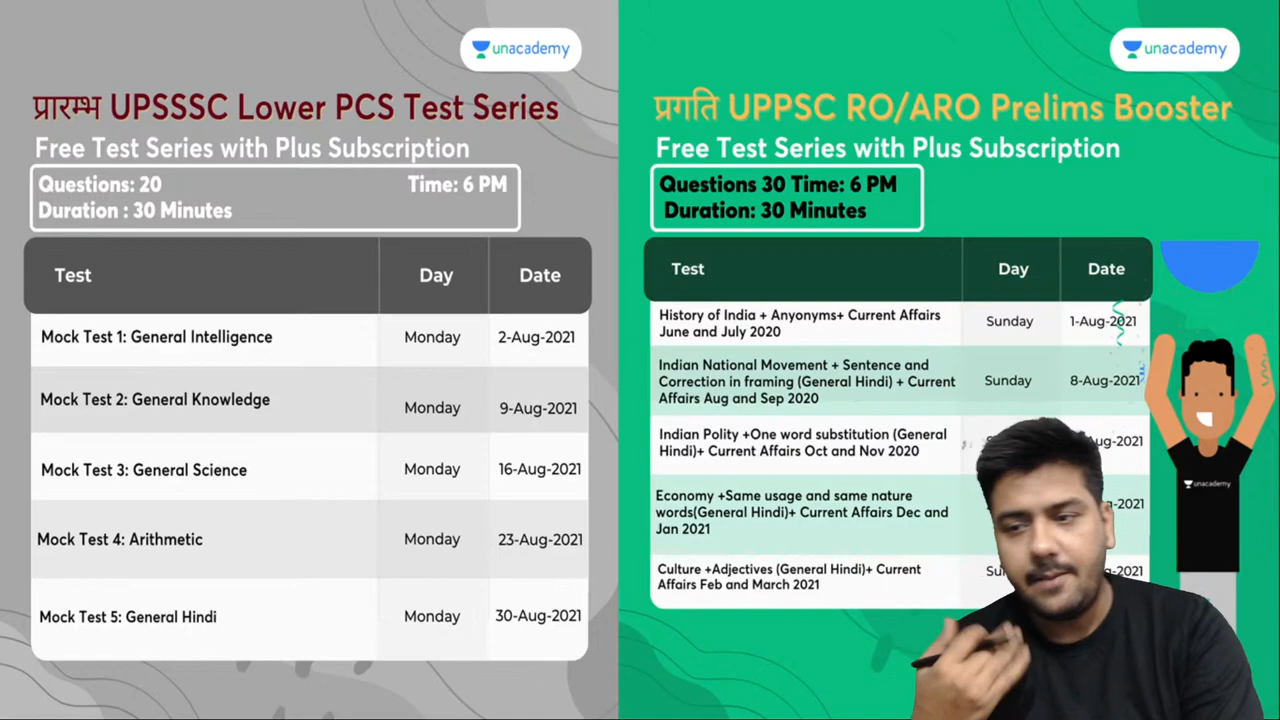 unacademy
प्रारम्भ UPSSSC Lower PCS Test Series
Free Test Series with Plus Subscription
Questions: 20 Time: 6 PM
Duration : 30 Minutes
Test Day Date
Mock Test 1: General Intelligence Monday 2-Aug-2021
Mock Test 2: General Knowledge Monday 9-Aug-2021
Mock Test 3: General Science Monday 16-Aug-2021
Mock Test 4: Arithmetic Monday 23-Aug-2021
Mock Test 5: General Hindi Monday 30-Aug-2021
unacademy
प्रगति UPPSC RO/ARO Prelims Booster
Free Test Series with Plus Subscription
Questions 30 Time: 6 PM
Duration: 30 Minutes
Test Day Date
History of India + Anyonyms+ Current Affairs
June and July 2020
Sunday 1-Aug-2021
Indian National Movement + Sentence and
Correction in framing (General Hindi) + Current
Affairs Aug and Sep 2020
Sunday 8-Aug-2021
Indian Polity +One word substitution (General
Hindi)+ Current Affairs Oct and Nov 2020
Economy +Same usage and same nature
words(General Hindi)+ Current Affairs Dec and
Jan 2021
Culture +Adjectives (General Hindi)+ Current
Affairs Feb and March 2021
unacademy